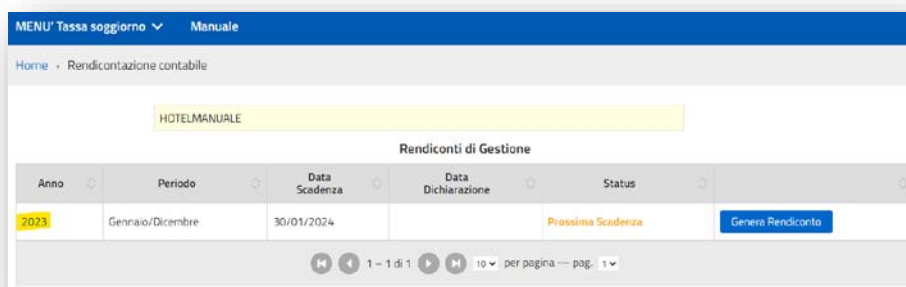 MENU' Tassa soggiorno Manuale
Home › Rendicontazione contabile
HOTELMANUALE
Rendiconti di Gestione
Anno Periodo Data Scadenza Data Dichiarazione Status
2023 Gennaio/Dicembre 30/01/2024 Prossima Scadenza Genera Rendiconto
1 – 1 di 1 10 per pagina — pag. 1